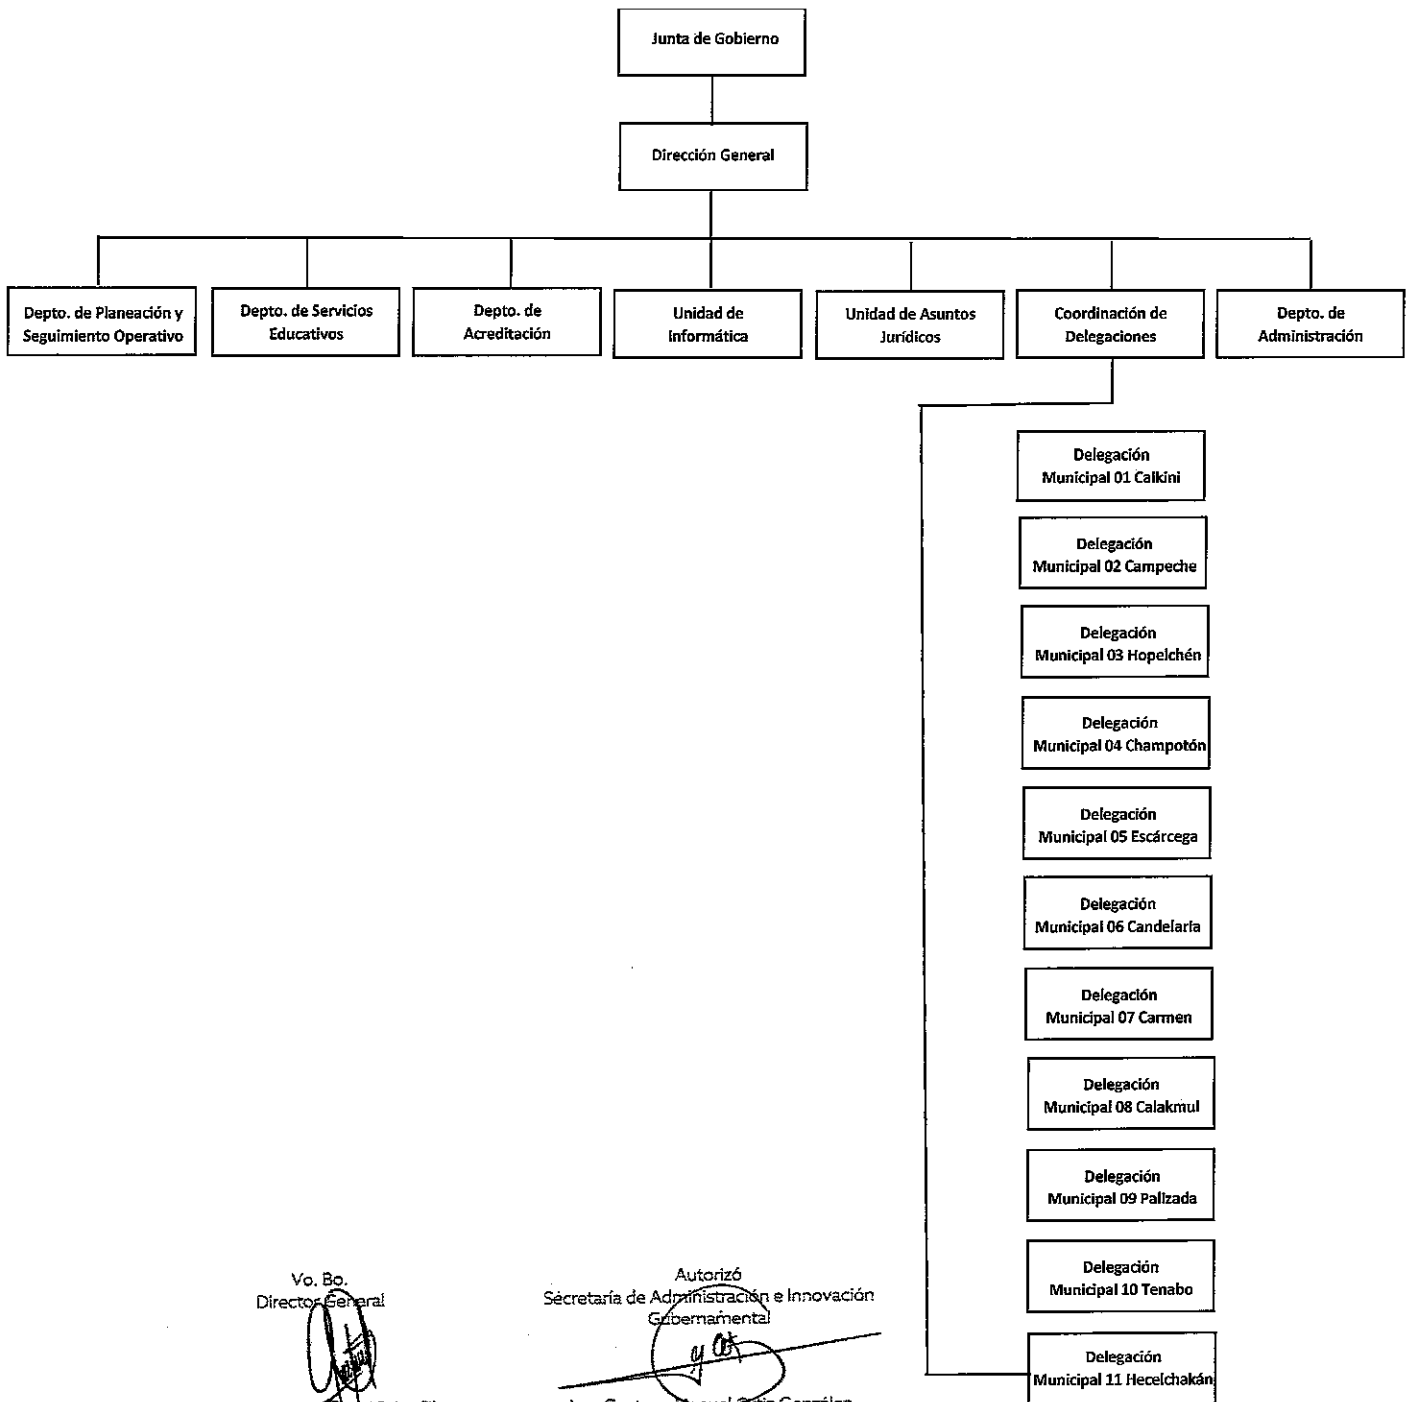 Junta de Gobierno
Dirección General
Depto. de Planeación y
Seguimiento Operativo
Depto. de Servicios
Educativos
Depto. de
Acreditación
Unidad de
Informática
Unidad de Asuntos
Jurídicos
Coordinación de
Delegaciones
Depto. de
Administración
Delegación
Municipal 01 Calkini
Delegación
Municipal 02 Campeche
Delegación
Municipal 03 Hopelchén
Delegación
Municipal 04 Champotón
Delegación
Municipal 05 Escárcega
Delegación
Municipal 06 Candelaria
Delegación
Municipal 07 Carmen
Delegación
Municipal 08 Calakmul
Delegación
Municipal 09 Palizada
Delegación
Municipal 10 Tenabo
Delegación
Municipal 11 Hecelchakán
Vo. Bo.
Director General
Autorizó
Secretaría de Administración e Innovación
Gubernamental